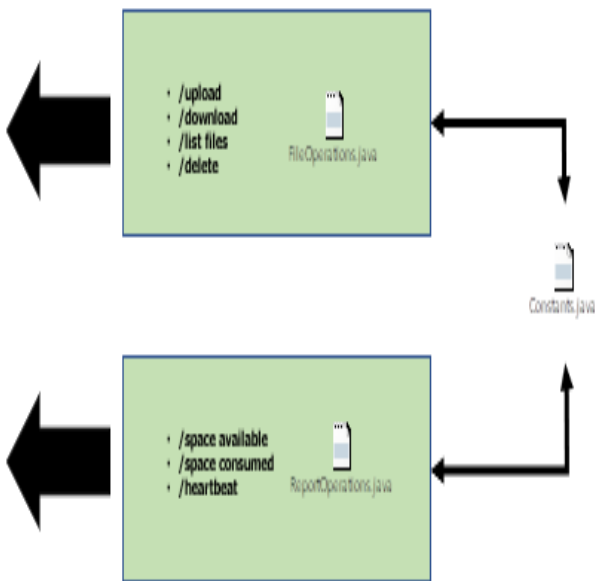 • /upload
• /download
• /list files
• /delete
FileOperations.java
Constants.java
• /space available
• /space consumed
• /heartbeat
ReportOperations.java